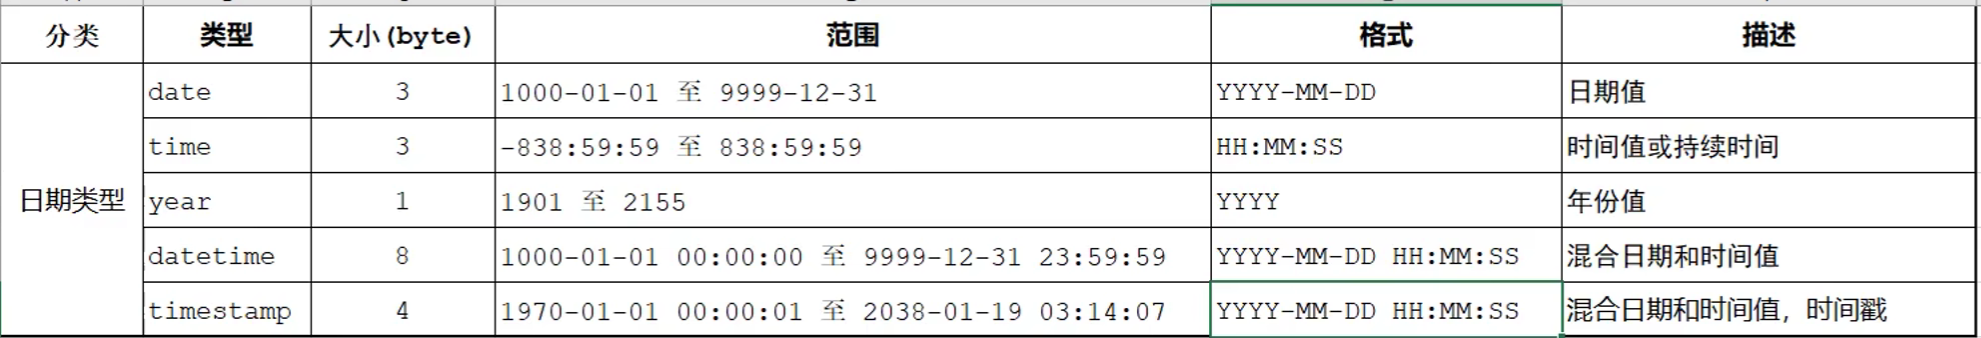 分类 类型 大小(byte) 范围 格式 描述
日期类型
date 3 1000-01-01 至 9999-12-31 YYYY-MM-DD 日期值
time 3 -838:59:59 至 838:59:59 HH:MM:SS 时间值或持续时间
year 1 1901 至 2155 YYYY 年份值
datetime 8 1000-01-01 00:00:00 至 9999-12-31 23:59:59 YYYY-MM-DD HH:MM:SS 混合日期和时间值
timestamp 4 1970-01-01 00:00:01 至 2038-01-19 03:14:07 YYYY-MM-DD HH:MM:SS 混合日期和时间值，时间戳